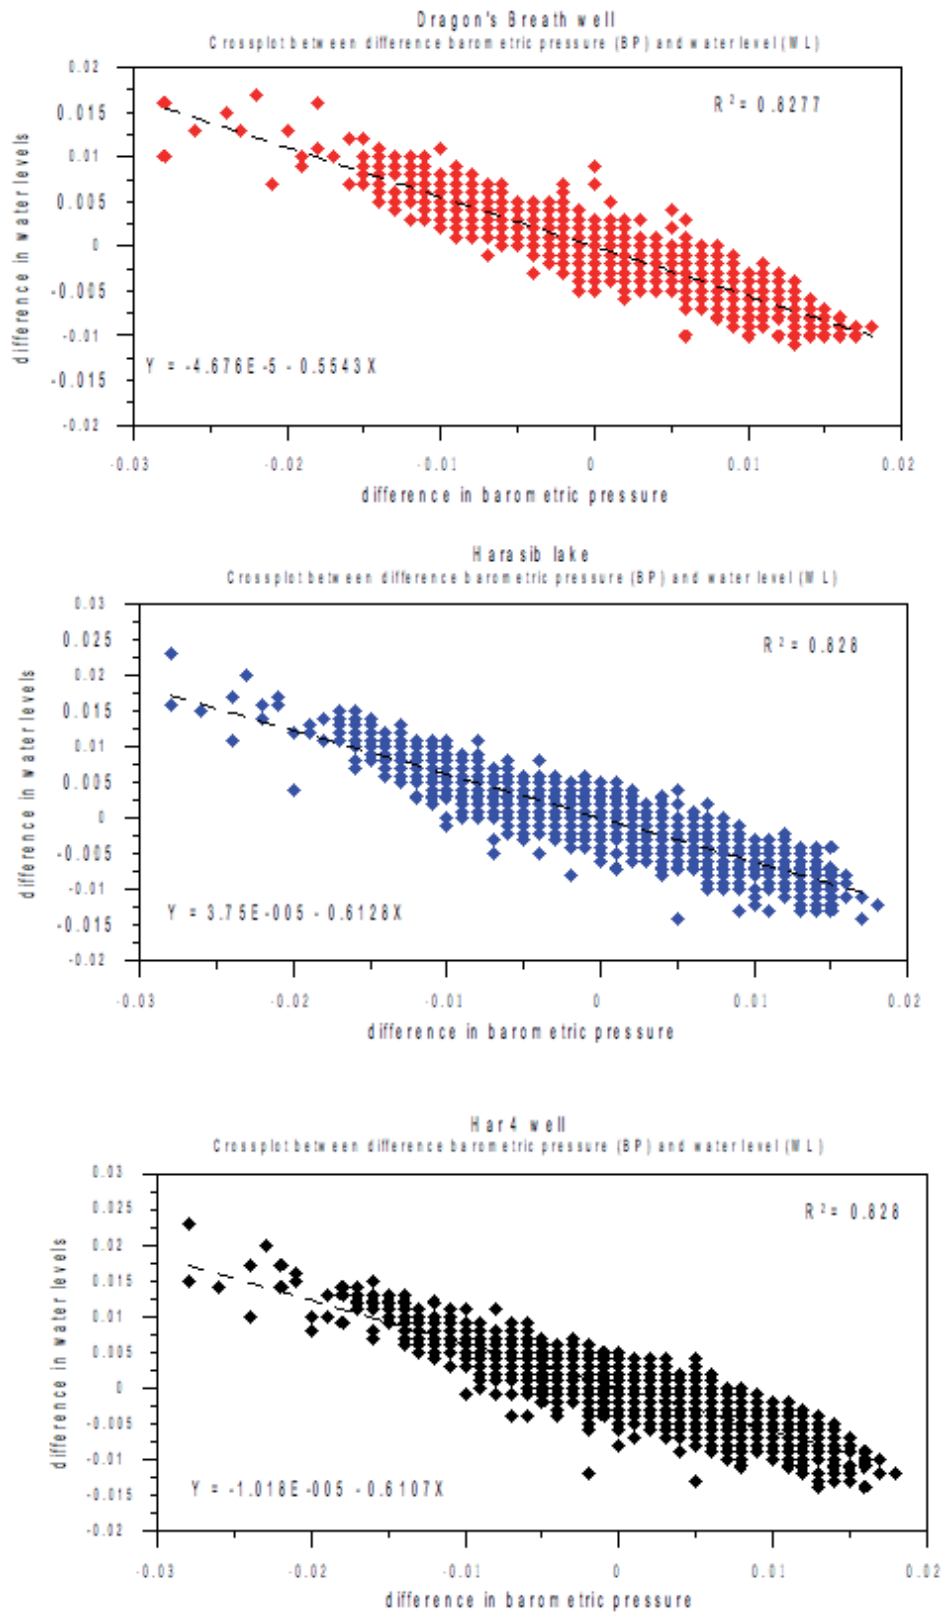 Dragon's Breath well
Crossplot between difference barometric pressure (BP) and water level (WL)
0.02
0.015
0.01
0.005
0
-0.005
-0.01
-0.015
-0.02
difference in water levels
R² = 0.8277
Y = -4.676E-5 - 0.5543X
-0.03 -0.02 -0.01 0 0.01 0.02
difference in barometric pressure
Harasib lake
Crossplot between difference barometric pressure (BP) and water level (WL)
0.03
0.025
0.02
0.015
0.01
0.005
0
-0.005
-0.01
-0.015
-0.02
difference in water levels
R² = 0.828
Y = 3.75E-005 - 0.6128X
-0.03 -0.02 -0.01 0 0.01 0.02
difference in barometric pressure
Har4 well
Crossplot between difference barometric pressure (BP) and water level (WL)
0.03
0.025
0.02
0.015
0.01
0.005
0
-0.005
-0.01
-0.015
-0.02
difference in water levels
R² = 0.828
Y = -1.018E-005 - 0.6107X
-0.03 -0.02 -0.01 0 0.01 0.02
difference in barometric pressure